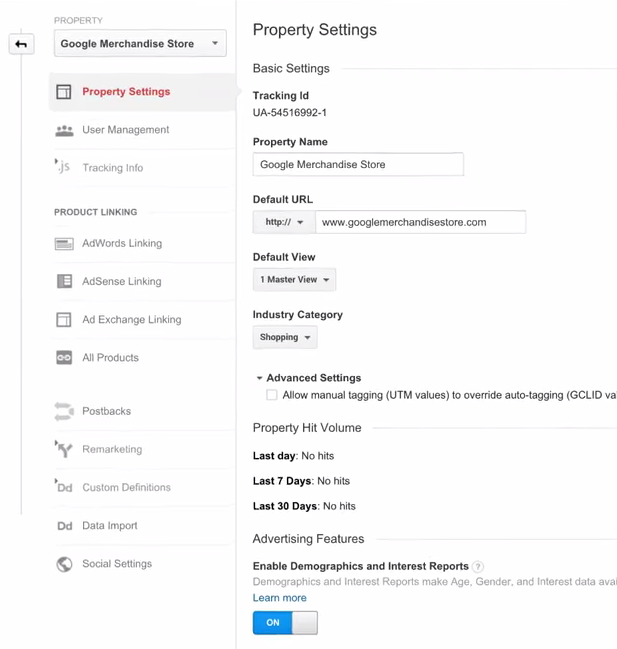 PROPERTY
Google Merchandise Store
Property Settings
User Management
.js Tracking Info
PRODUCT LINKING
AdWords Linking
AdSense Linking
Ad Exchange Linking
All Products
Postbacks
Remarketing
Dd Custom Definitions
Dd Data Import
Social Settings
Property Settings
Basic Settings
Tracking Id
UA-54516992-1
Property Name
Google Merchandise Store
Default URL
http:// www.googlemerchandisestore.com
Default View
1 Master View
Industry Category
Shopping
Advanced Settings
Allow manual tagging (UTM values) to override auto-tagging (GCLID val
Property Hit Volume
Last day: No hits
Last 7 Days: No hits
Last 30 Days: No hits
Advertising Features
Enable Demographics and Interest Reports ?
Demographics and Interest Reports make Age, Gender, and Interest data avai
Learn more
ON